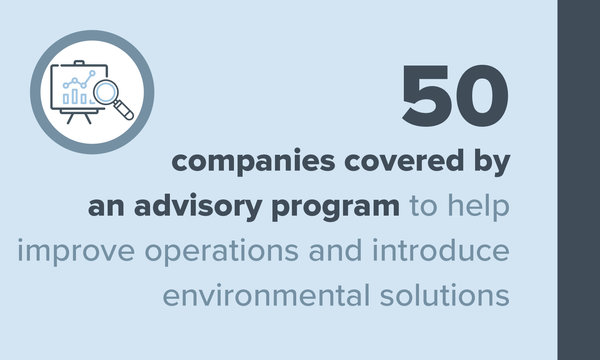 50
companies covered by
an advisory program to help
improve operations and introduce
environmental solutions